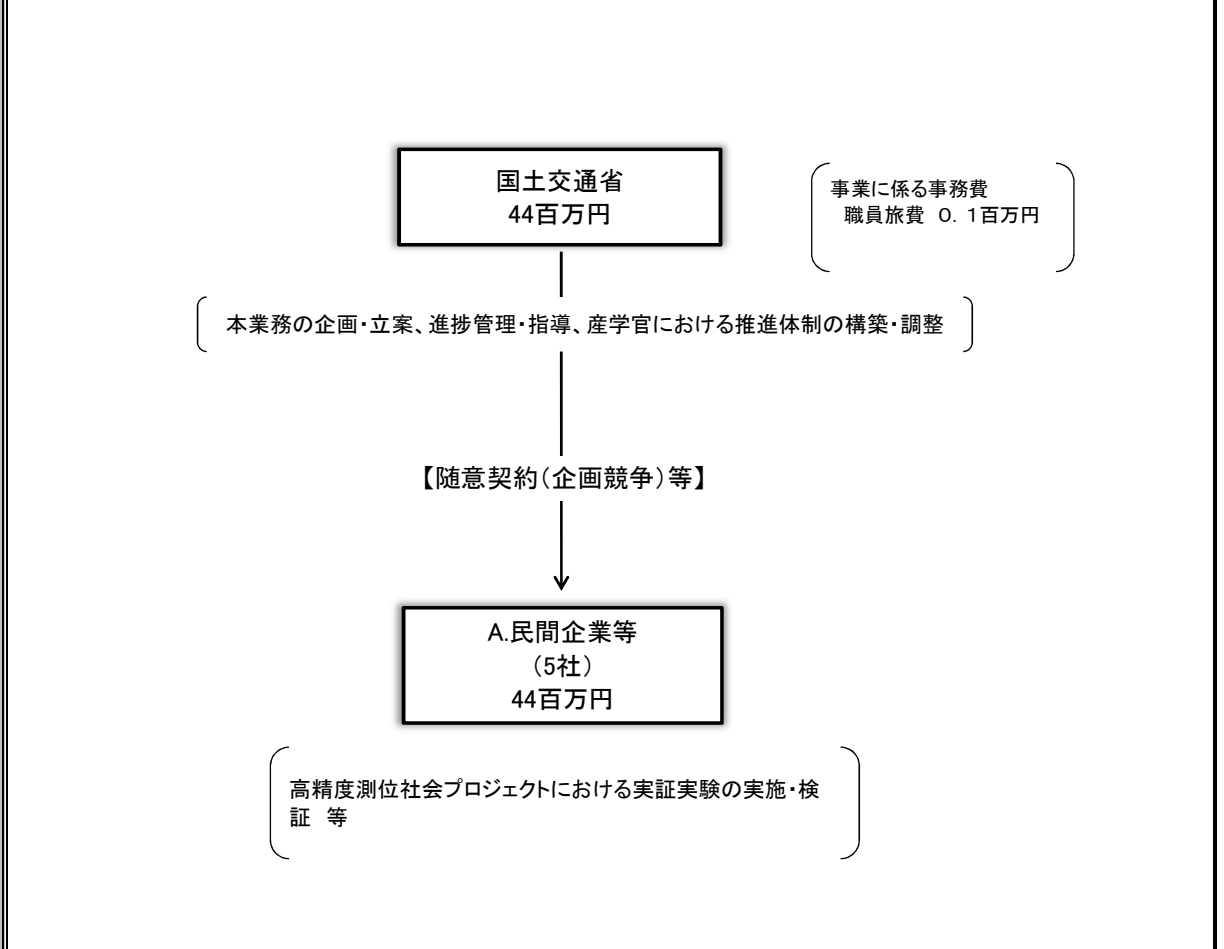 国土交通省
44百万円
事業に係る事務費
職員旅費　０．１百万円
本業務の企画・立案、進捗管理・指導、産学官における推進体制の構築・調整
【随意契約（企画競争）等】
A.民間企業等
（5社）
44百万円
高精度測位社会プロジェクトにおける実証実験の実施・検
証　等